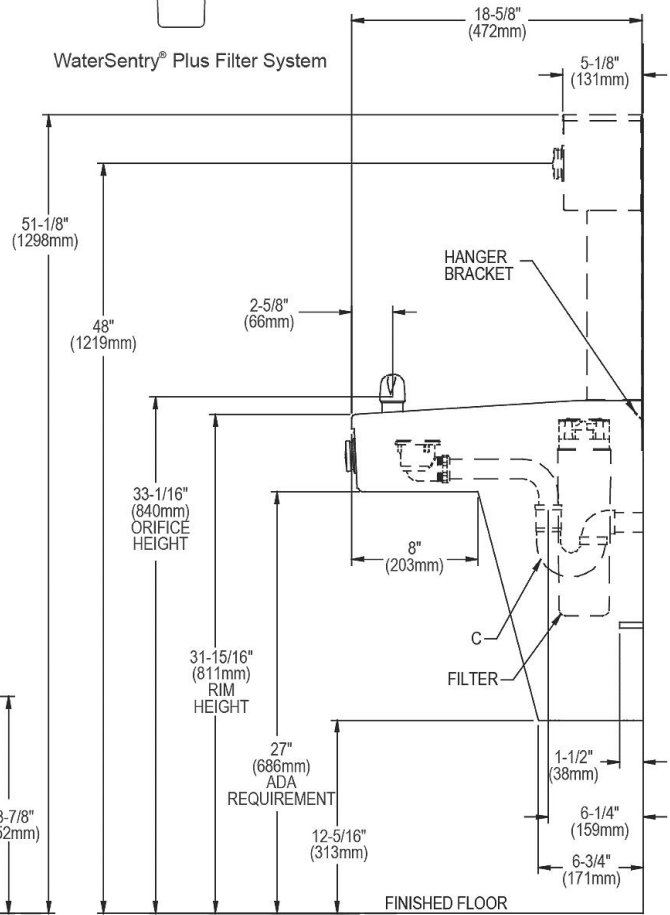 18-5/8"
(472mm)
WaterSentry® Plus Filter System
5-1/8"
(131mm)
51-1/8"
(1298mm)
HANGER
BRACKET
2-5/8"
(66mm)
48"
(1219mm)
33-1/16"
(840mm)
ORIFICE
HEIGHT
8"
(203mm)
C
31-15/16"
(811mm)
RIM
HEIGHT
FILTER
27"
(686mm)
ADA
REQUIREMENT
1-1/2"
(38mm)
-7/8"
52mm)
6-1/4"
(159mm)
12-5/16"
(313mm)
6-3/4"
(171mm)
FINISHED FLOOR